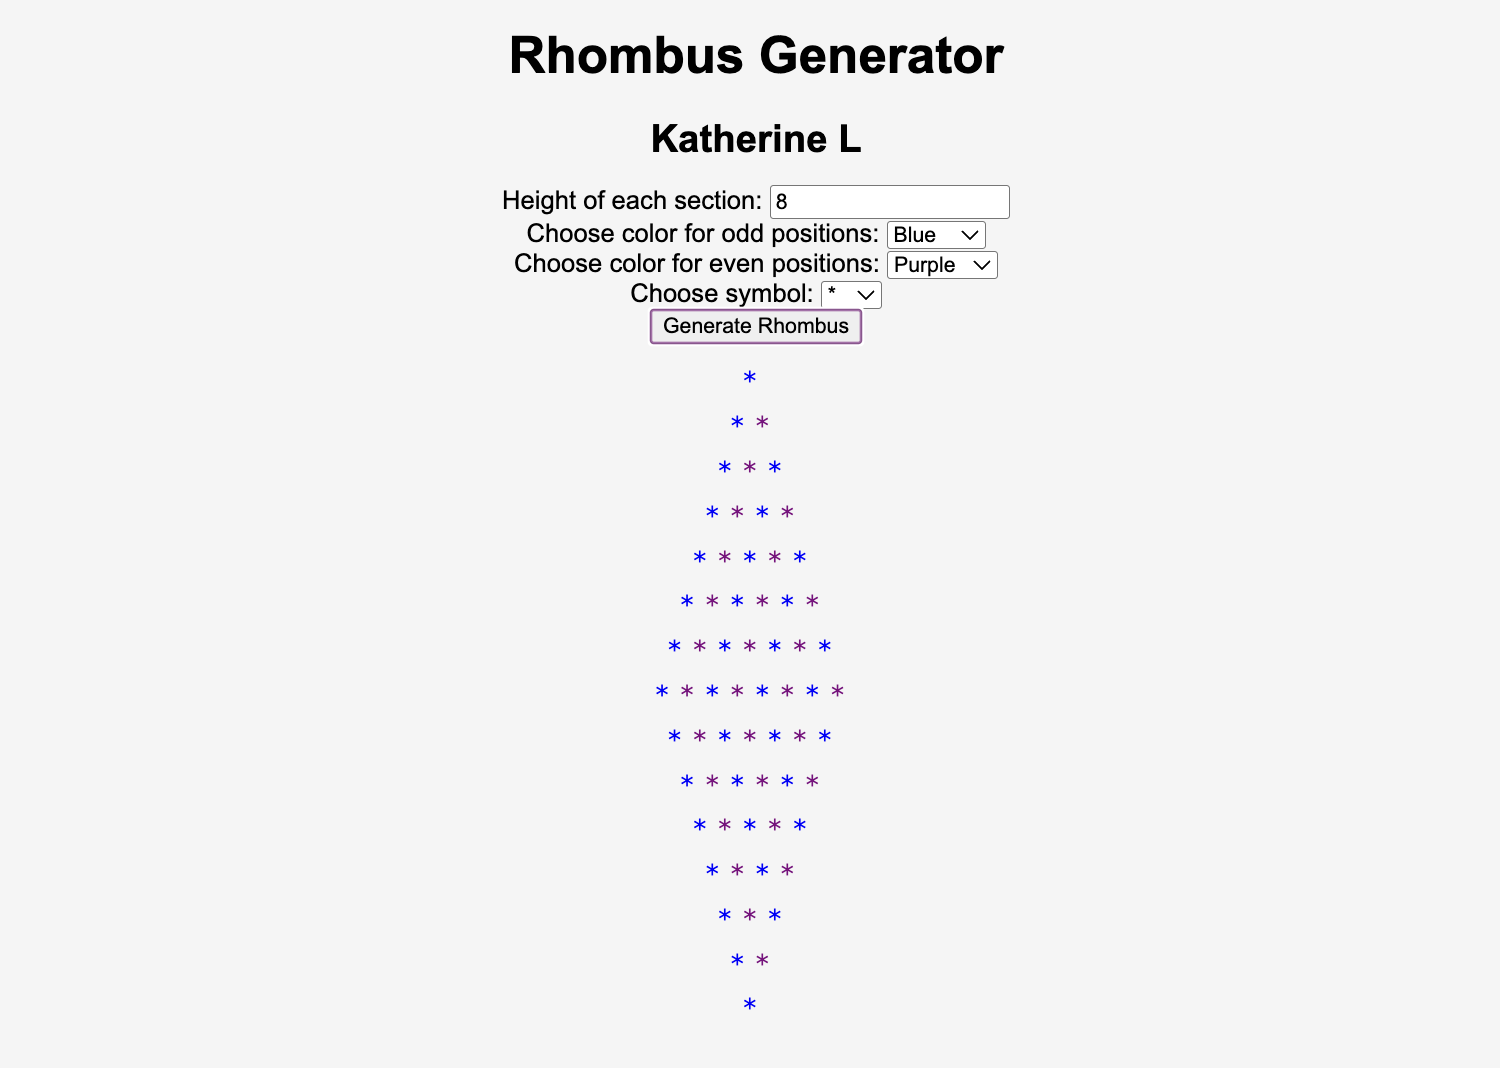 Rhombus Generator
Katherine L
Height of each section: 8
Choose color for odd positions: Blue
Choose color for even positions: Purple
Choose symbol: *
Generate Rhombus
*
* *
* * *
* * * *
* * * * *
* * * * * *
* * * * * * *
* * * * * * * *
* * * * * * *
* * * * * *
* * * * *
* * * *
* * *
* *
*